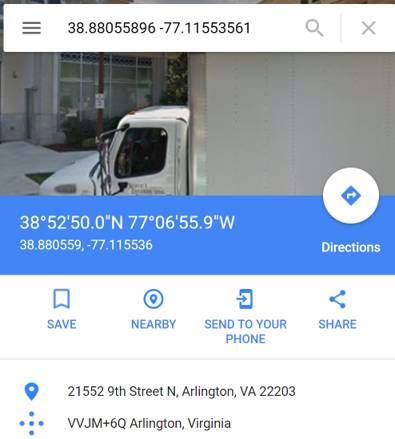 38.88055896 -77.11553561
38°52'50.0"N 77°06'55.9"W
38.880559, -77.115536
Directions
SAVE
NEARBY
SEND TO YOUR
PHONE
SHARE
21552 9th Street N, Arlington, VA 22203
VVJM+6Q Arlington, Virginia